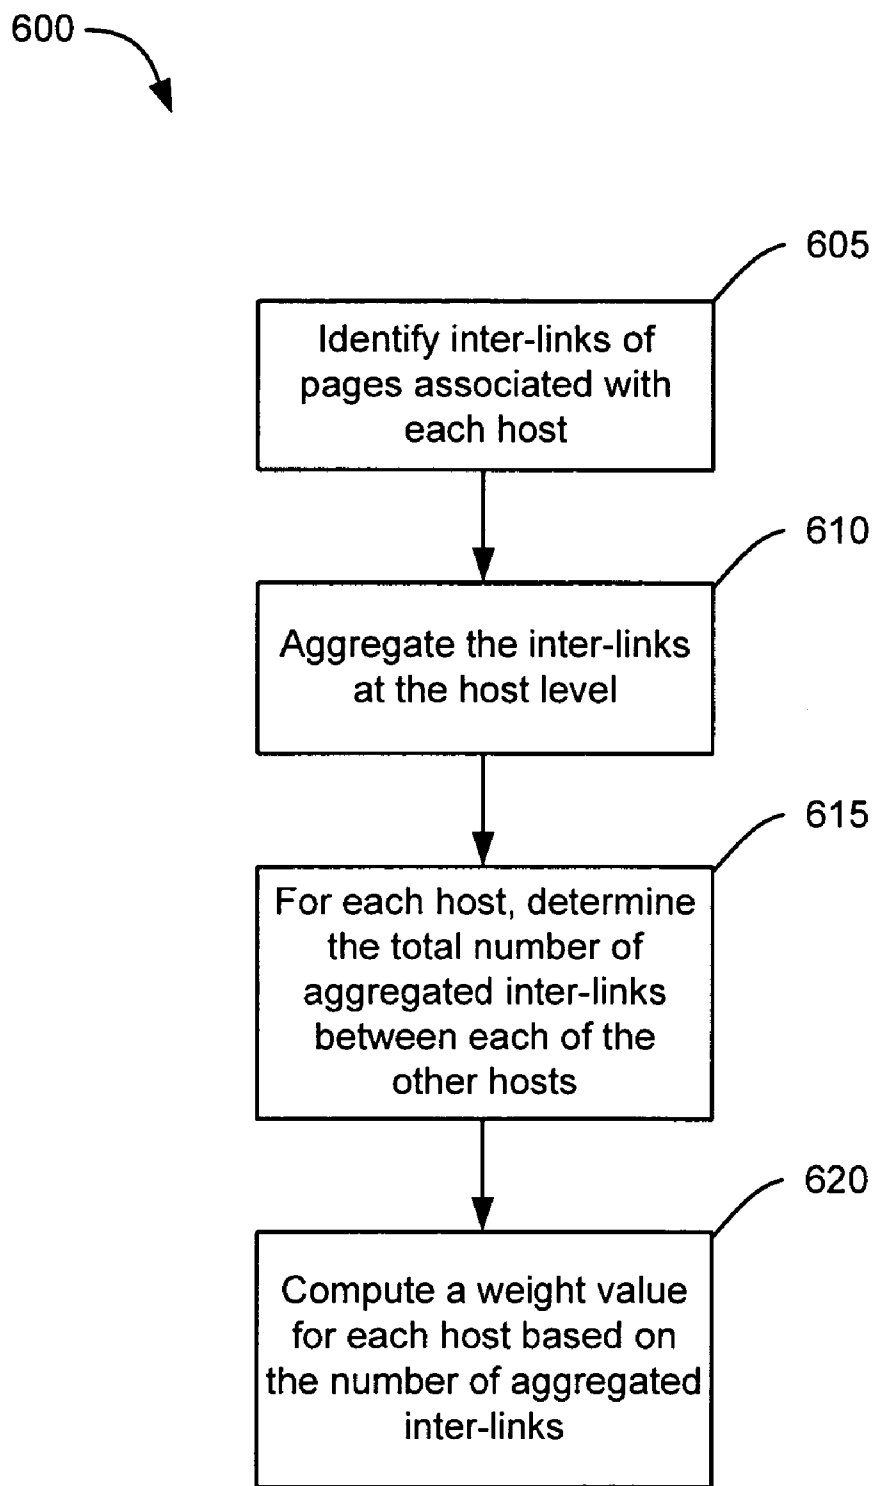 600
605
Identify inter-links of
pages associated with
each host
610
Aggregate the inter-links
at the host level
615
For each host, determine
the total number of
aggregated inter-links
between each of the
other hosts
620
Compute a weight value
for each host based on
the number of aggregated
inter-links